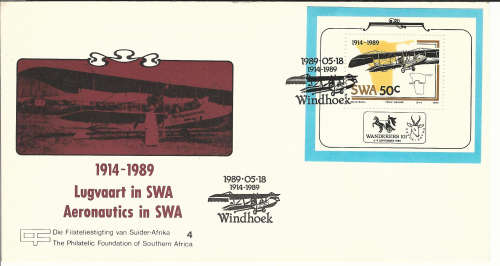 1914-1989
Lugvaart in SWA
Aeronautics in SWA
Die Filateliestigting van Suider-Afrika
The Philatelic Foundation of Southern Africa
4
1989-05-18
1914-1989
Windhoek
1989-05-18
1914-1989
Windhoek
1914-1989
SWA 50c
WANDERERS 101